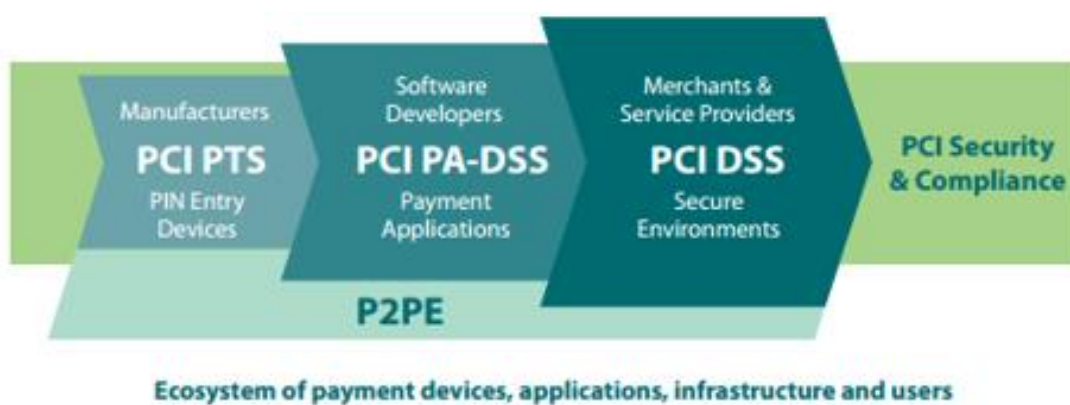 Manufacturers
PCI PTS
PIN Entry
Devices
Software
Developers
PCI PA-DSS
Payment
Applications
Merchants &
Service Providers
PCI DSS
Secure
Environments
PCI Security
& Compliance
P2PE
Ecosystem of payment devices, applications, infrastructure and users